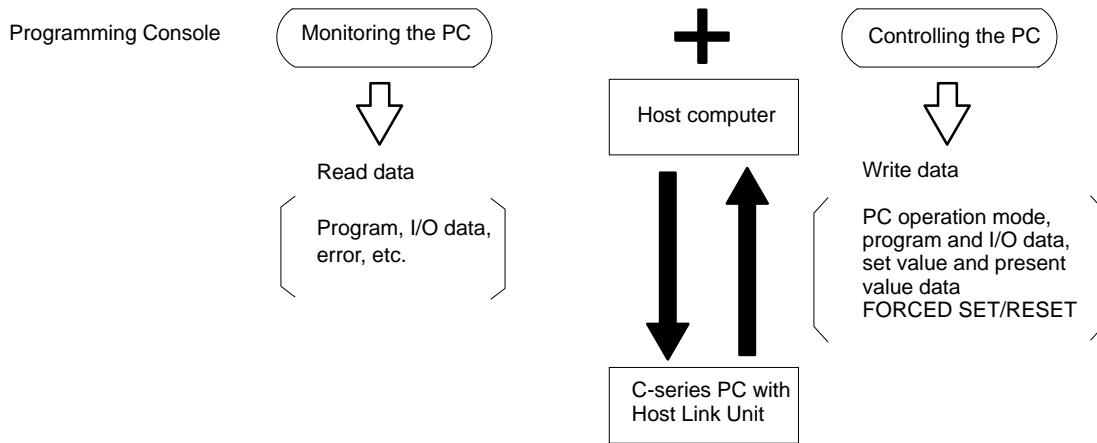 Programming Console
Monitoring the PC
Controlling the PC
Host computer
Read data
Write data
Program, I/O data,
error, etc.
PC operation mode,
program and I/O data,
set value and present
value data
FORCED SET/RESET
C-series PC with
Host Link Unit